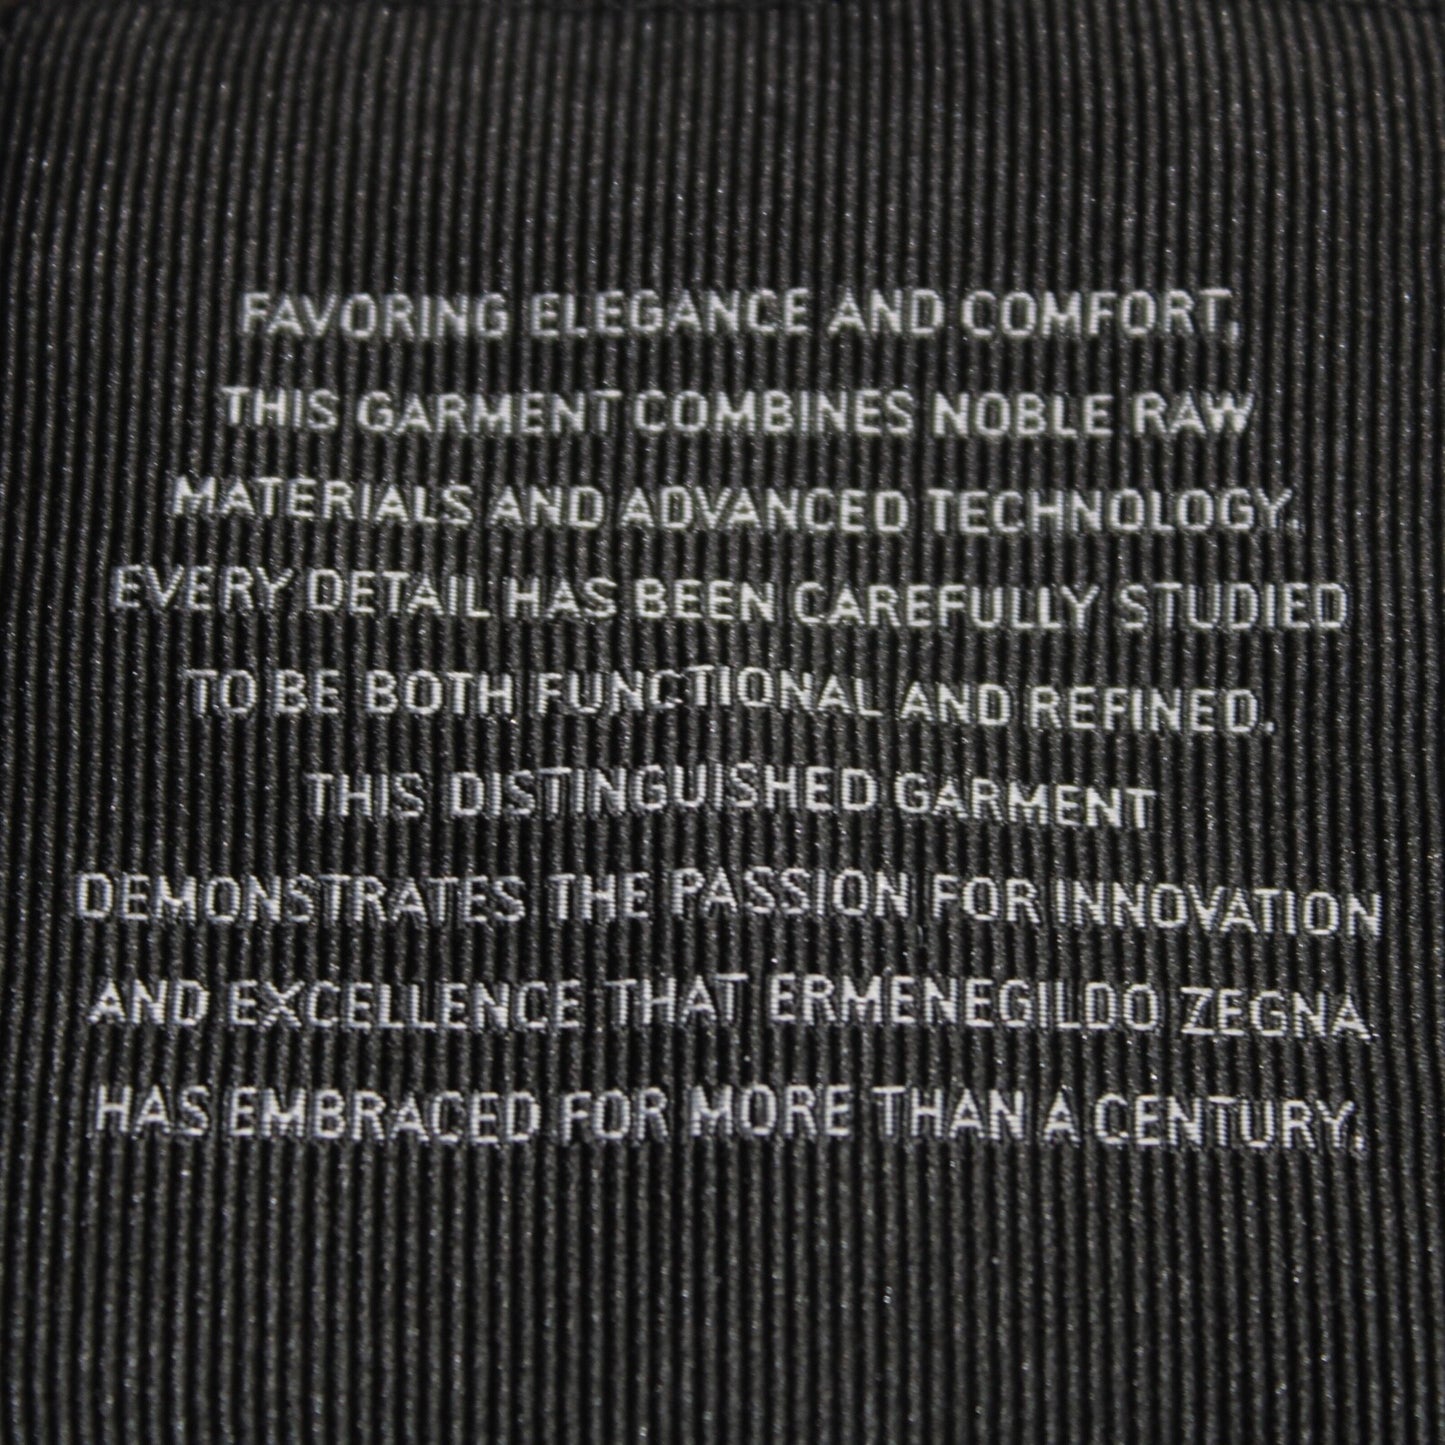 FAVORING ELEGANCE AND COMFORT,
THIS GARMENT COMBINES NOBLE RAW
MATERIALS AND ADVANCED TECHNOLOGY.
EVERY DETAIL HAS BEEN CAREFULLY STUDIED
TO BE BOTH FUNCTIONAL AND REFINED.
THIS DISTINGUISHED GARMENT
DEMONSTRATES THE PASSION FOR INNOVATION
AND EXCELLENCE THAT ERMENEGILDO ZEGNA
HAS EMBRACED FOR MORE THAN A CENTURY.